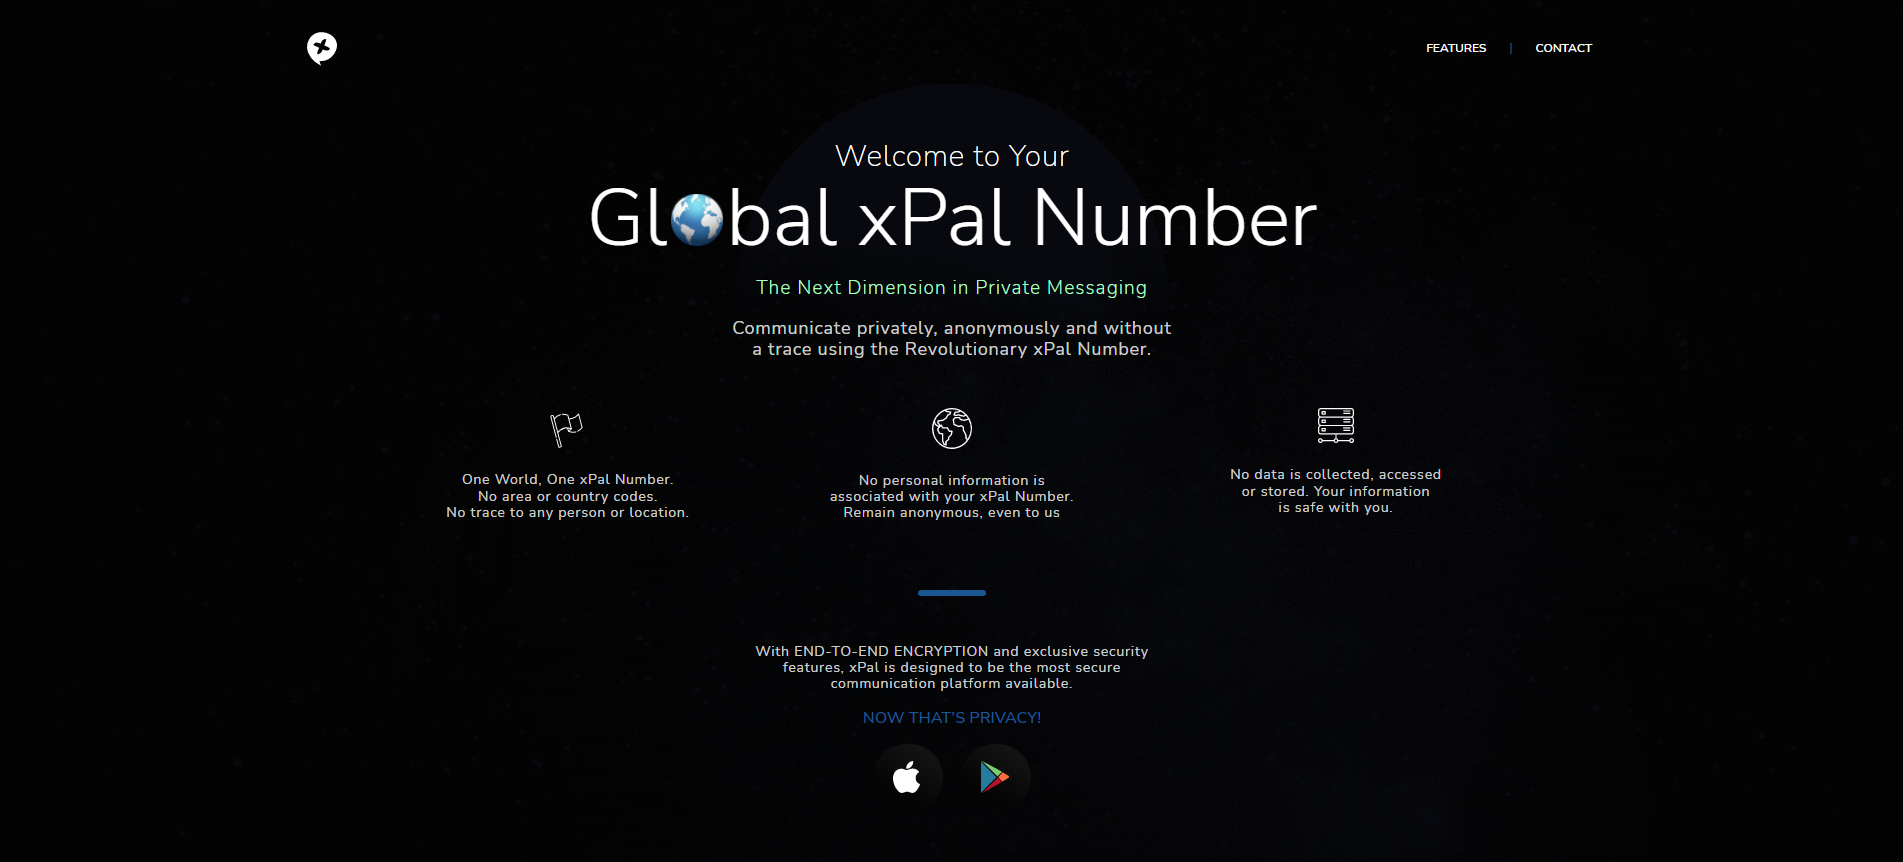 FEATURES | CONTACT
Welcome to Your
Global xPal Number
The Next Dimension in Private Messaging
Communicate privately, anonymously and without
a trace using the Revolutionary xPal Number.
One World, One xPal Number.
No area or country codes.
No trace to any person or location.
No personal information is
associated with your xPal Number.
Remain anonymous, even to us
No data is collected, accessed
or stored. Your information
is safe with you.
With END-TO-END ENCRYPTION and exclusive security
features, xPal is designed to be the most secure
communication platform available.
NOW THAT'S PRIVACY!